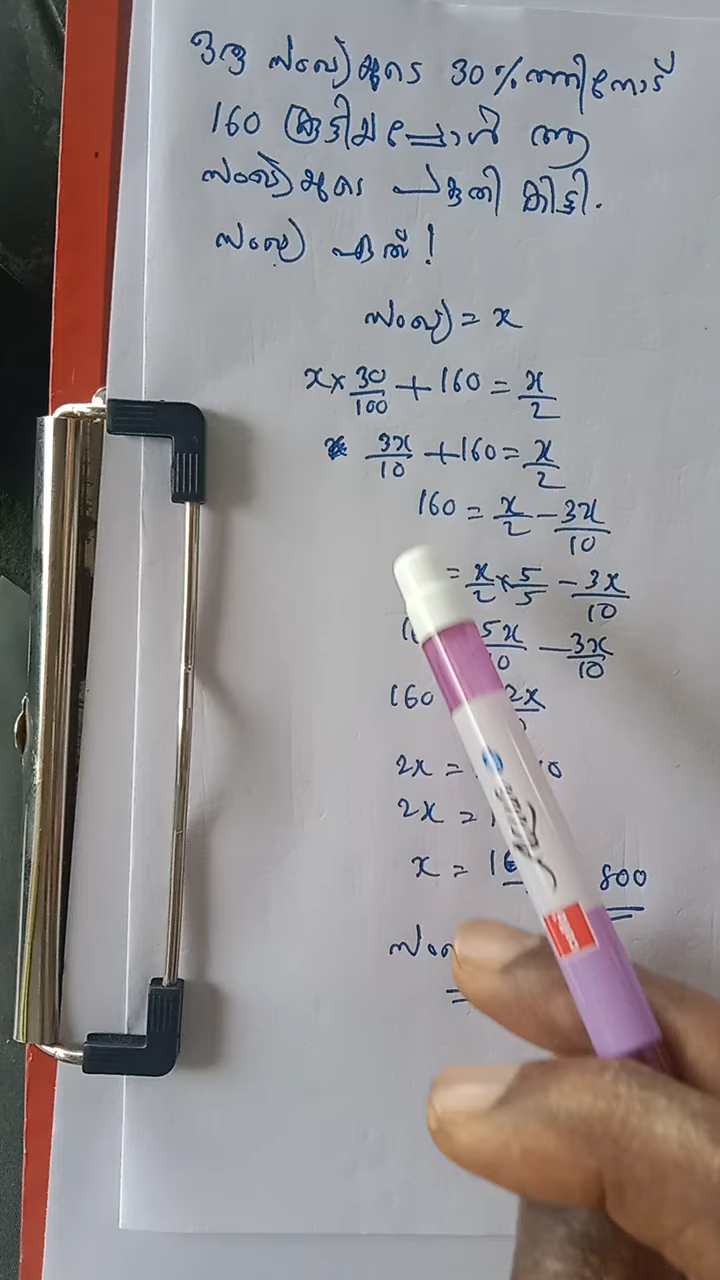 ഒരു സംഖ്യയുടെ 30%ത്തിനോട്
160 കൂട്ടിയപ്പോൾ ആ
സംഖ്യയുടെ പകുതി കിട്ടി.
സംഖ്യ ഏത്!
സംഖ്യ = x
x × 30/100 + 160 = x/2
3x/10 + 160 = x/2
160 = x/2 - 3x/10
= x/2 × 5/5 - 3x/10
5x/10 - 3x/10
160 2x
2x =
2x =
x = 800